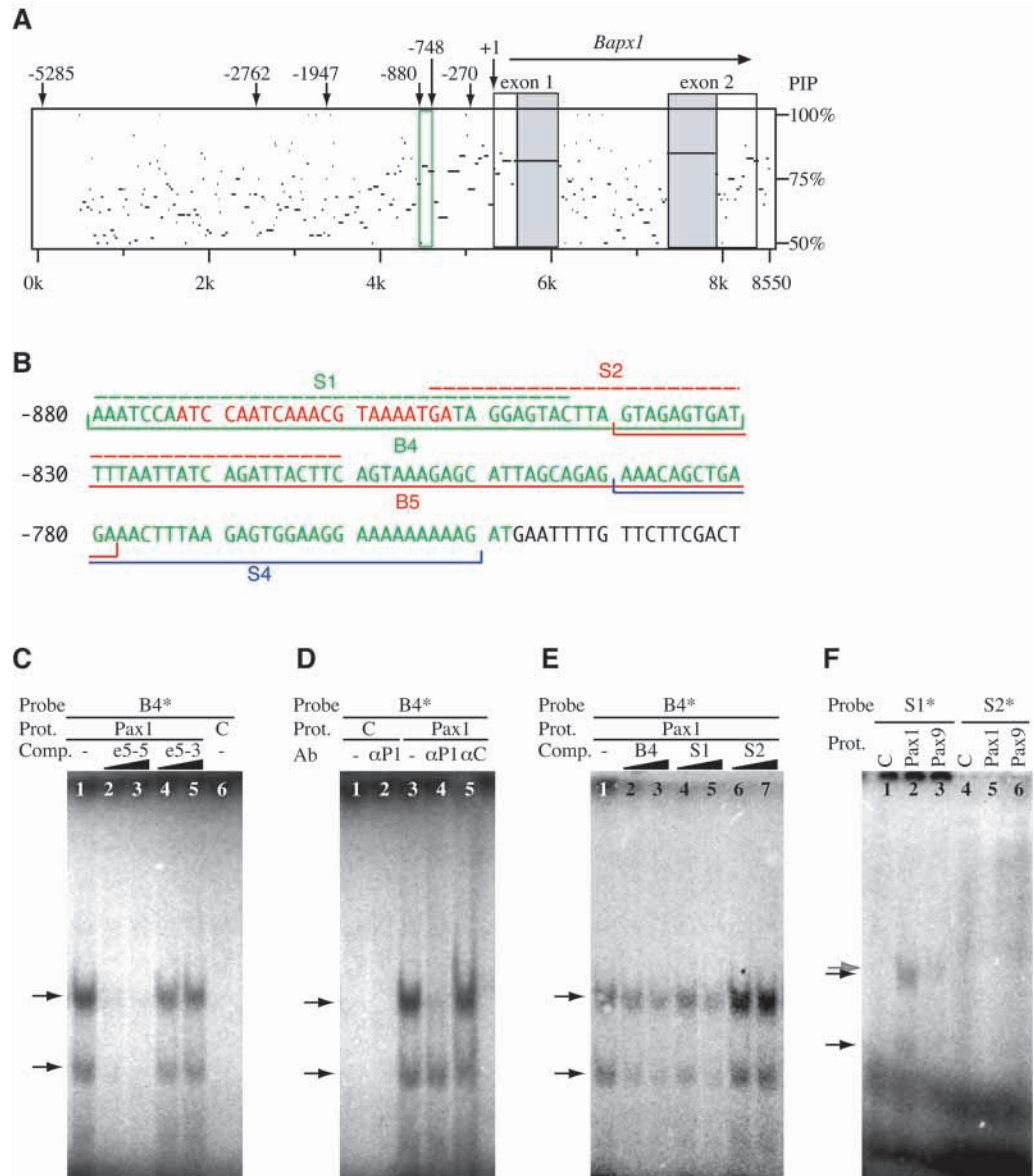 A
-748
+1
Bapx1
-5285
-2762
-1947
-880
-270
exon 1
exon 2
PIP
100%
75%
50%
0k
2k
4k
6k
8k
8550
B
S1
S2
-880 AAATCCAATC CAATCAAACG TAAAATGATA GGAGTACTTA GTAGAGTGAT
B4
-830 TTTAATTATC AGATTACTTC AGTAAAGAGC ATTAGCAGAG AAACAGCTGA
B5
-780 GAAACTTTAA GAGTGGAAGG AAAAAAAAAG ATGAATTTTG TTCTTCGACT
S4
C
Probe B4*
Prot. Pax1 C
Comp. - e5-5 e5-3 -
1 2 3 4 5 6
D
B4*
C Pax1
Ab - αP1 - αP1 αC
1 2 3 4 5
E
Probe B4*
Prot. Pax1
Comp. - B4 S1 S2
1 2 3 4 5 6 7
F
Probe S1* S2*
Prot. C Pax1 Pax9 C Pax1 Pax9
1 2 3 4 5 6